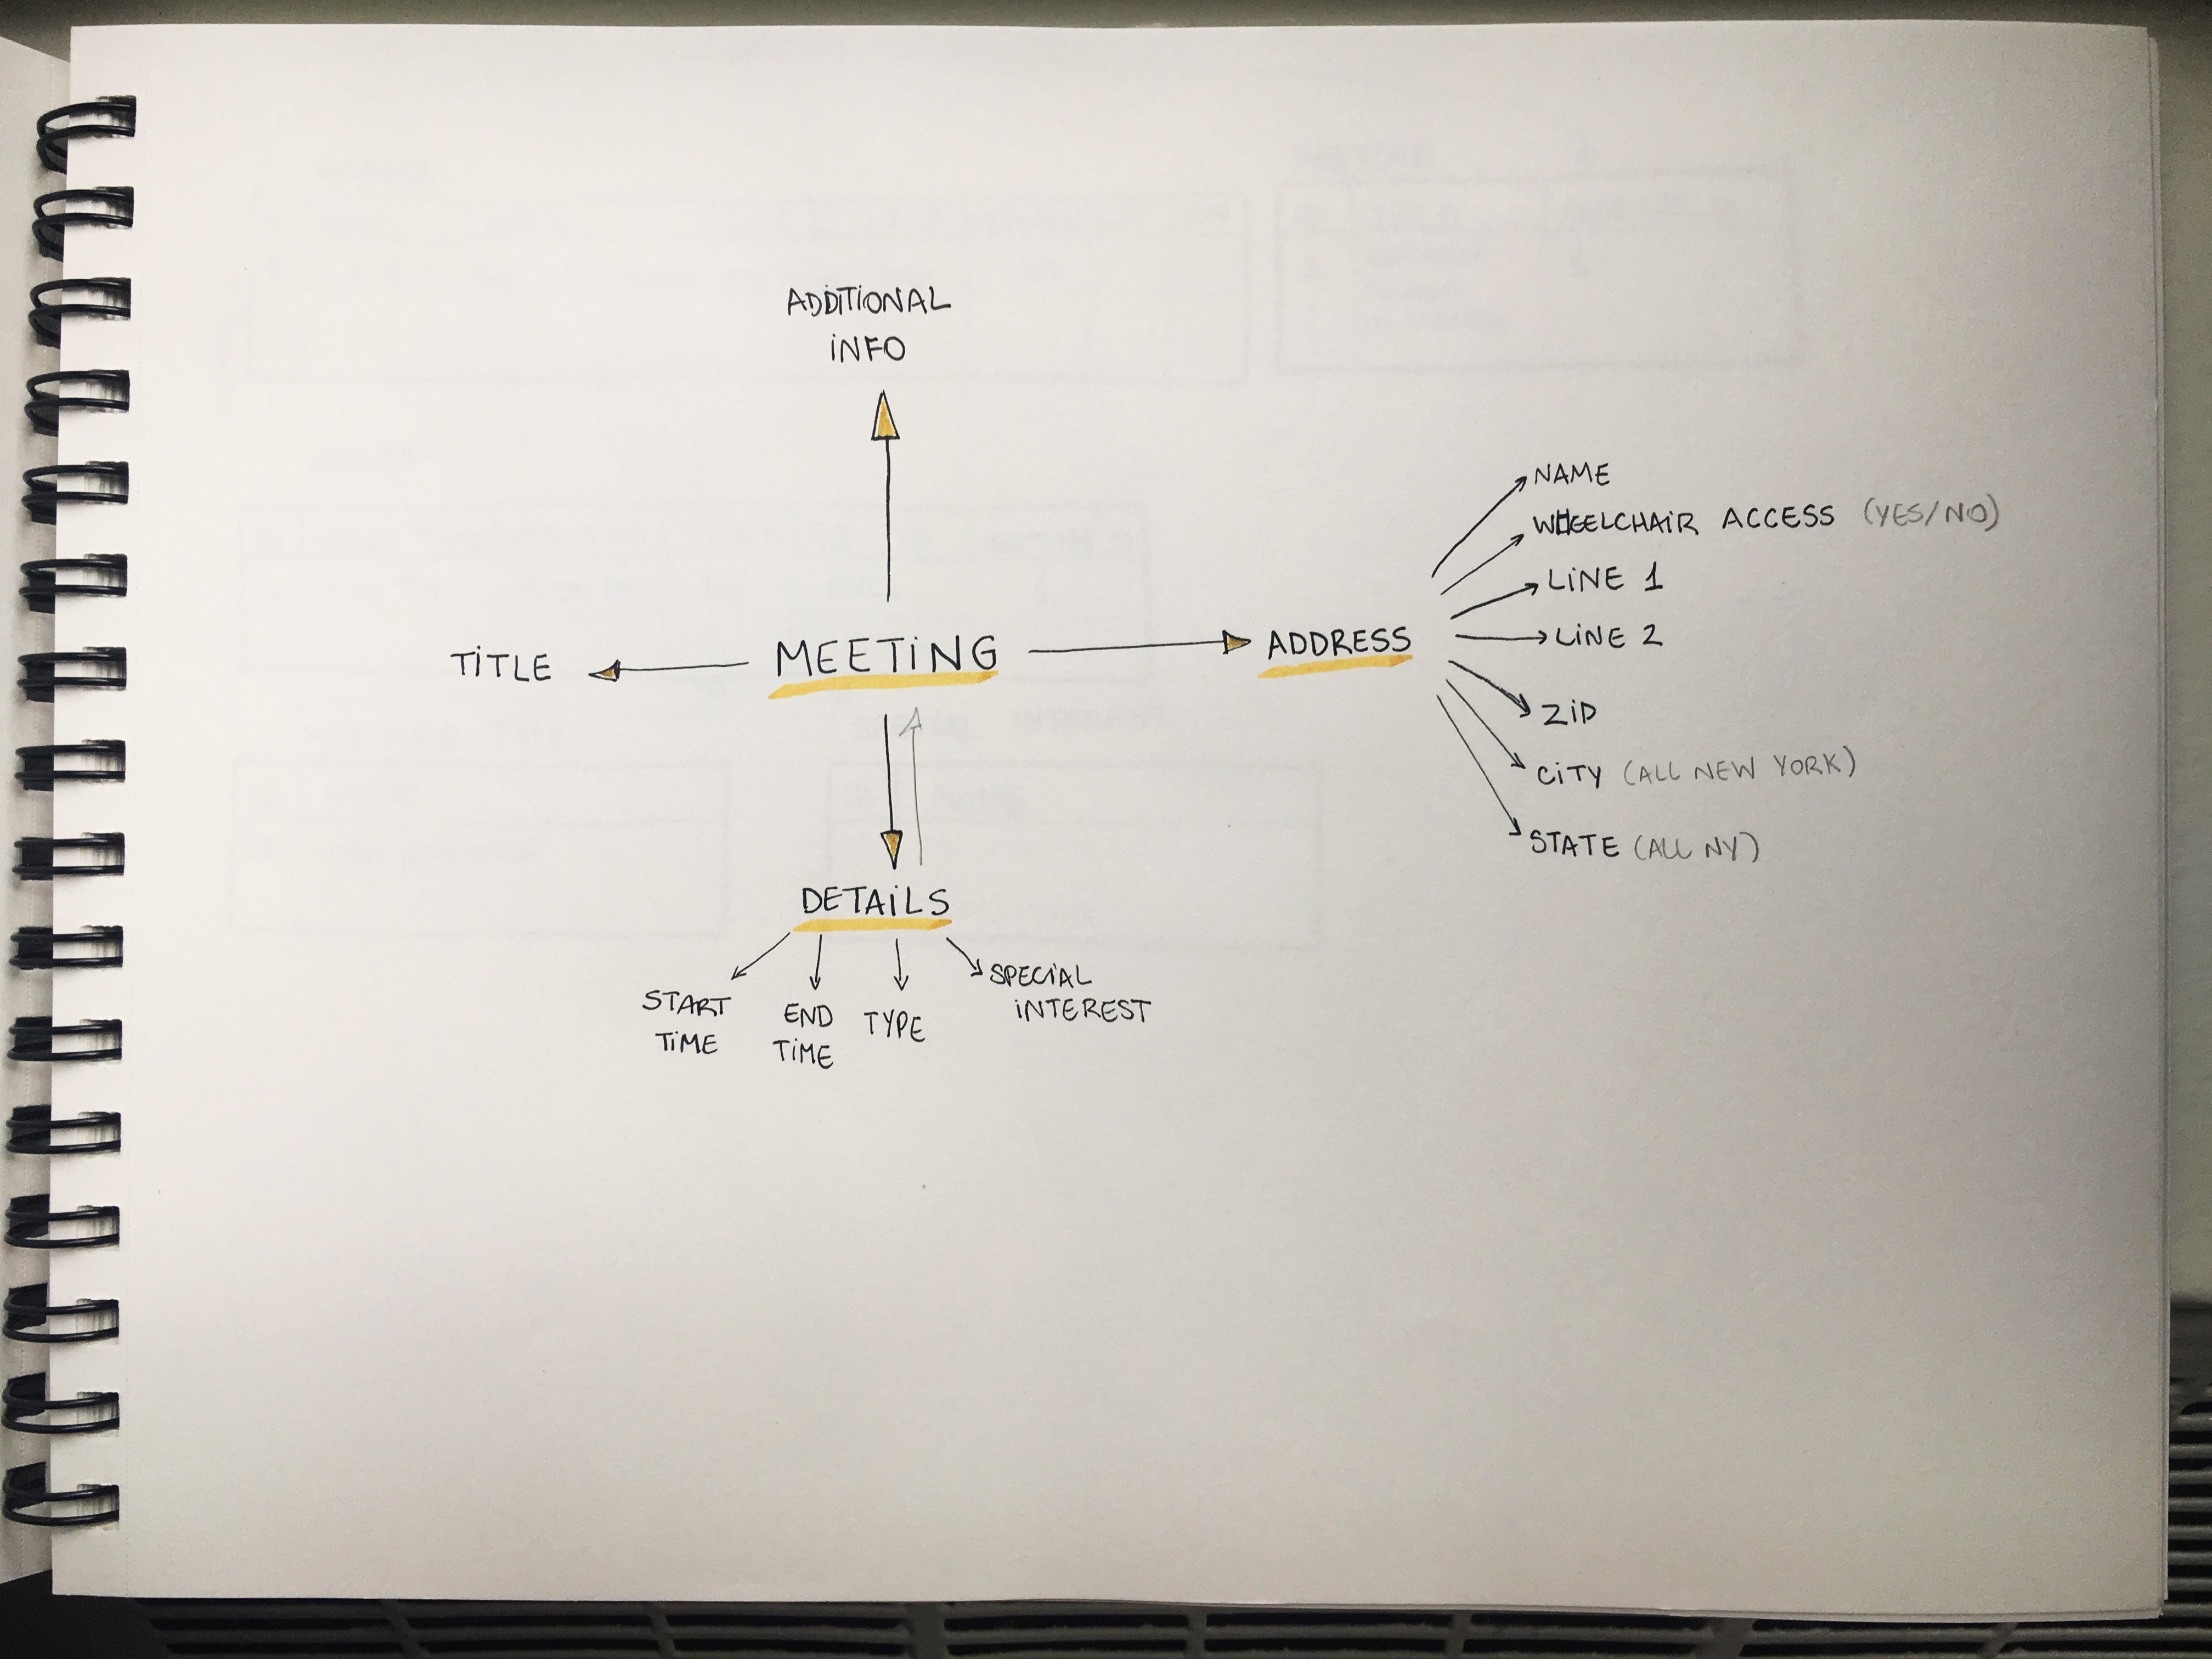 ADDITIONAL
INFO
NAME
WHEELCHAIR ACCESS (YES/NO)
LINE 1
LINE 2
ZIP
CITY (ALL NEW YORK)
STATE (ALL NY)
TITLE
MEETING
ADDRESS
DETAILS
START
TIME
END
TIME
TYPE
SPECIAL
INTEREST